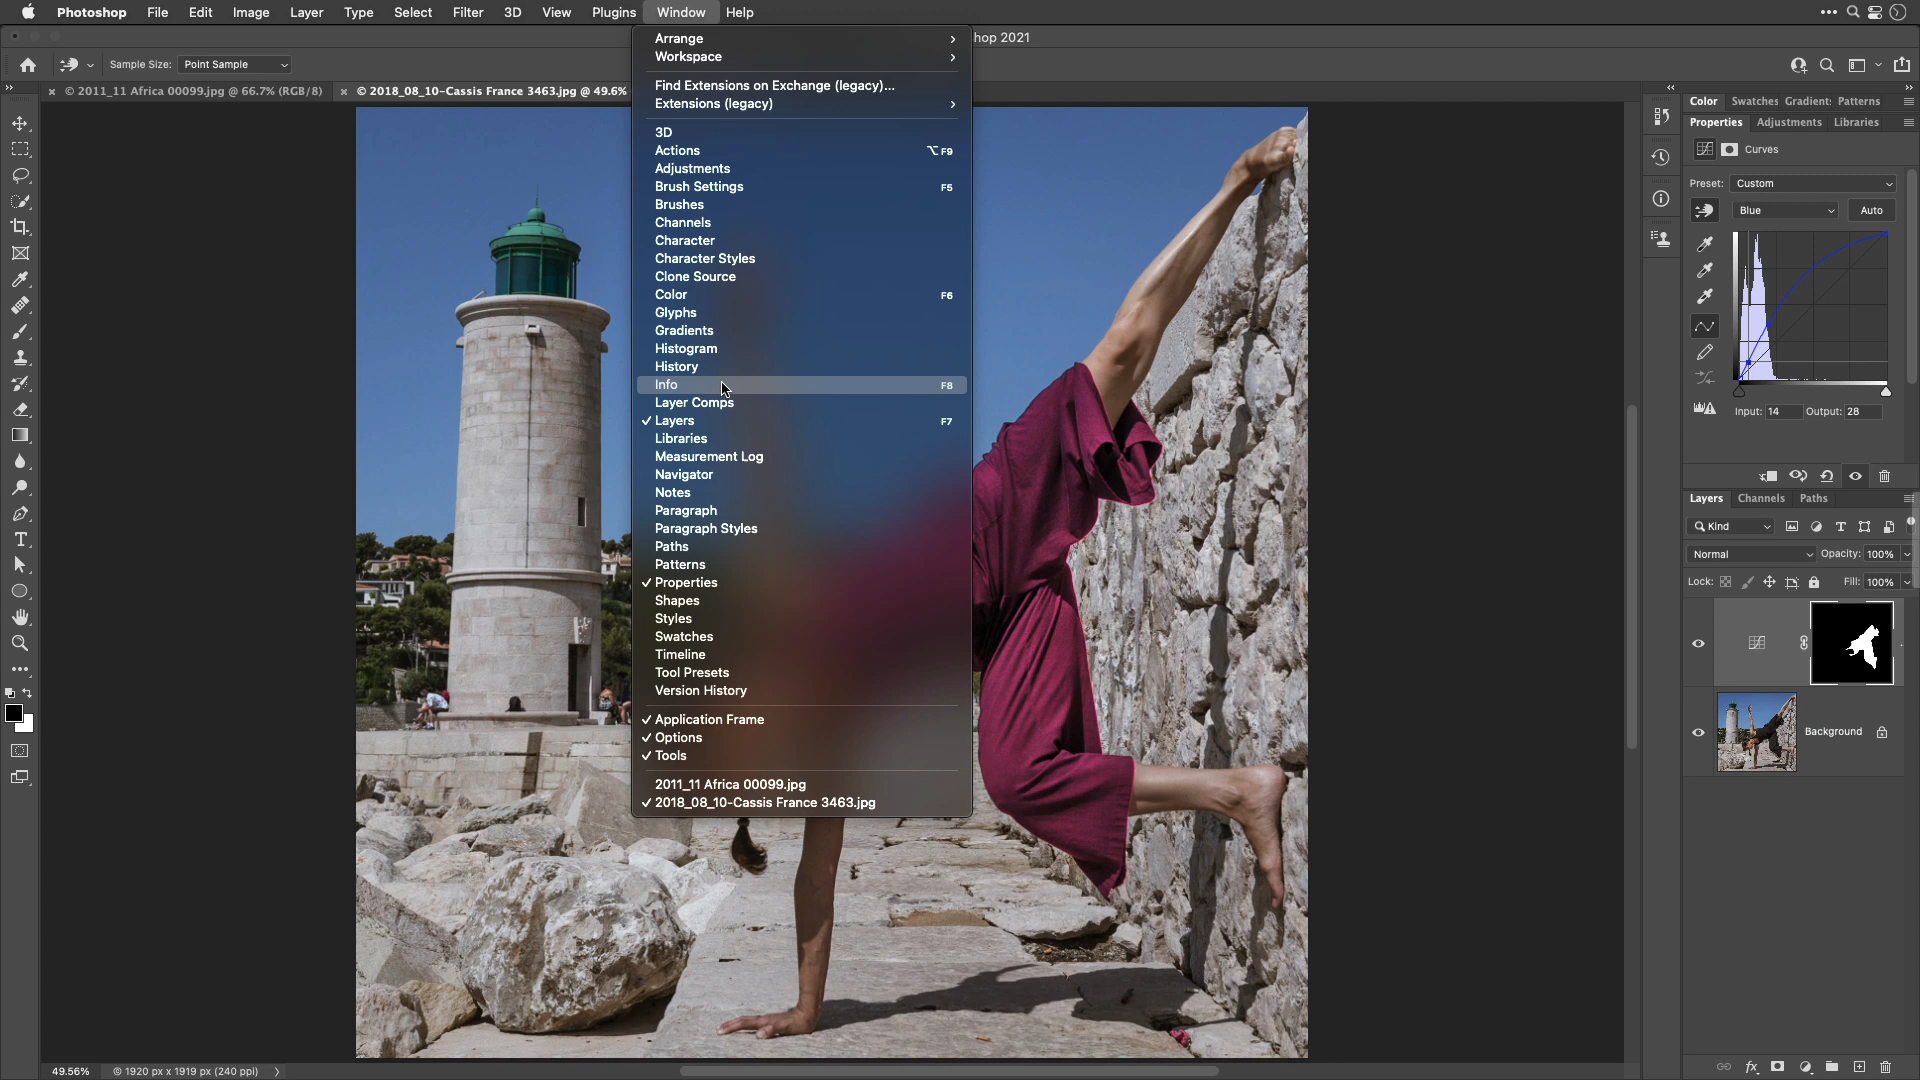 Photoshop File Edit Image Layer Type Select Filter 3D View Plugins Window Help
hop 2021
Sample Size: Point Sample
© 2011_11 Africa 00099.jpg @ 66.7% (RGB/8)
© 2018_08_10-Cassis France 3463.jpg @ 49.6%
Arrange
Workspace
Find Extensions on Exchange (legacy)...
Extensions (legacy)
3D
Actions ⌥ F9
Adjustments
Brush Settings F5
Brushes
Channels
Character
Character Styles
Clone Source
Color F6
Glyphs
Gradients
Histogram
History
Info F8
Layer Comps
✓ Layers F7
Libraries
Measurement Log
Navigator
Notes
Paragraph
Paragraph Styles
Paths
Patterns
✓ Properties
Shapes
Styles
Swatches
Timeline
Tool Presets
Version History
✓ Application Frame
✓ Options
✓ Tools
2011_11 Africa 00099.jpg
✓ 2018_08_10-Cassis France 3463.jpg
Color Swatches Gradient: Patterns
Properties Adjustments Libraries
Curves
Preset: Custom
Blue Auto
Input: 14 Output: 28
Layers Channels Paths
Kind
Normal Opacity: 100%
Lock: Fill: 100%
Background
49.56% © 1920 px x 1919 px (240 ppi)